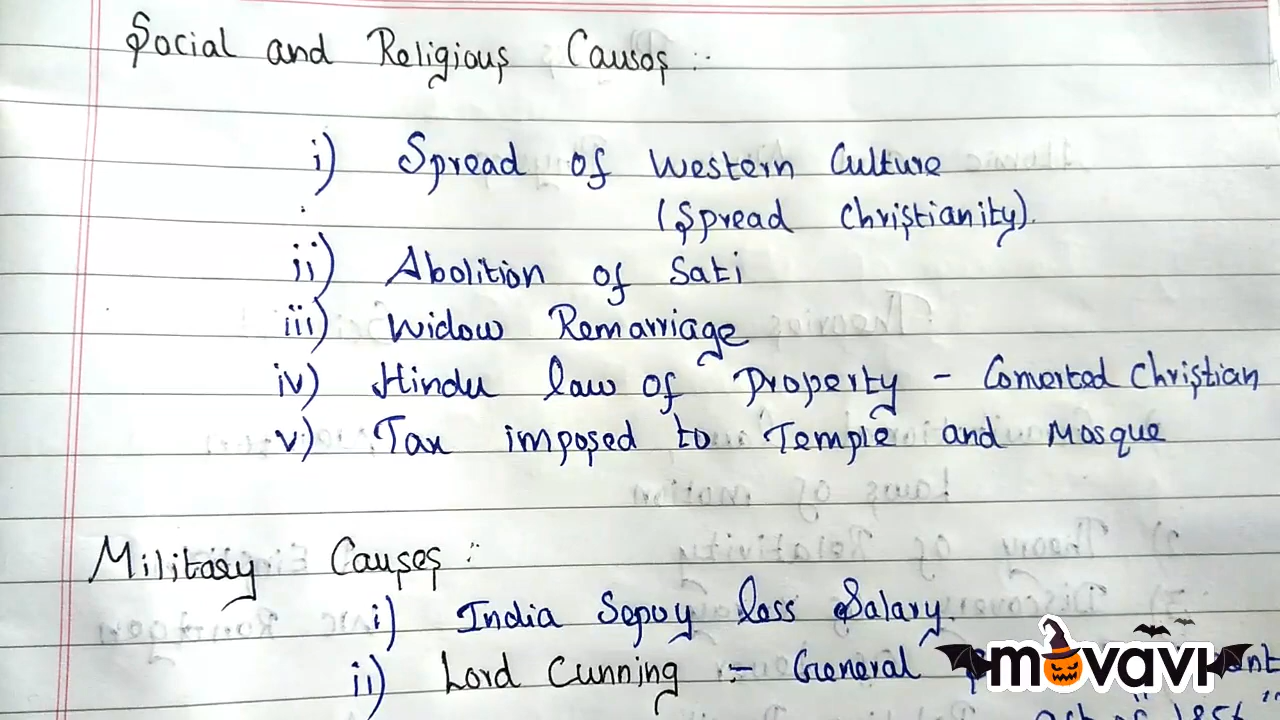 Social and Religious Causes :-
i) Spread of Western Culture
(Spread Christianity).
ii) Abolition of Sati
iii) Widow Remarriage
iv) Hindu law of Property - Converted Christian
v) Tax imposed to Temple and Mosque
Military Causes :-
i) India Sepoy less Salary.
ii) Lord Cunning :- General
movavi